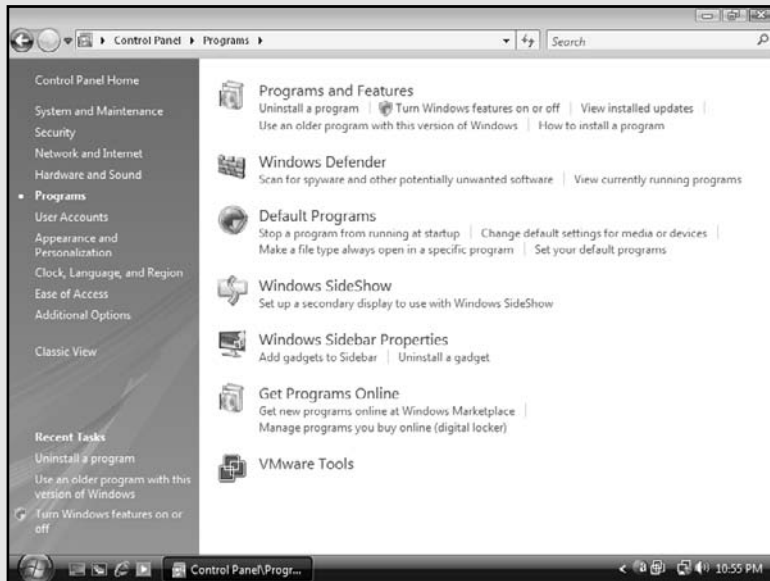 Control Panel Programs
Search
Control Panel Home
System and Maintenance
Security
Network and Internet
Hardware and Sound
Programs
User Accounts
Appearance and
Personalization
Clock, Language, and Region
Ease of Access
Additional Options
Classic View
Recent Tasks
Uninstall a program
Use an older program with this
version of Windows
Turn Windows features on or
off
Programs and Features
Uninstall a program Turn Windows features on or off View installed updates
Use an older program with this version of Windows How to install a program
Windows Defender
Scan for spyware and other potentially unwanted software View currently running programs
Default Programs
Stop a program from running at startup Change default settings for media or devices
Make a file type always open in a specific program Set your default programs
Windows SideShow
Set up a secondary display to use with Windows SideShow
Windows Sidebar Properties
Add gadgets to Sidebar Uninstall a gadget
Get Programs Online
Get new programs online at Windows Marketplace
Manage programs you buy online (digital locker)
VMware Tools
Control Panel\Progr...
10:55 PM